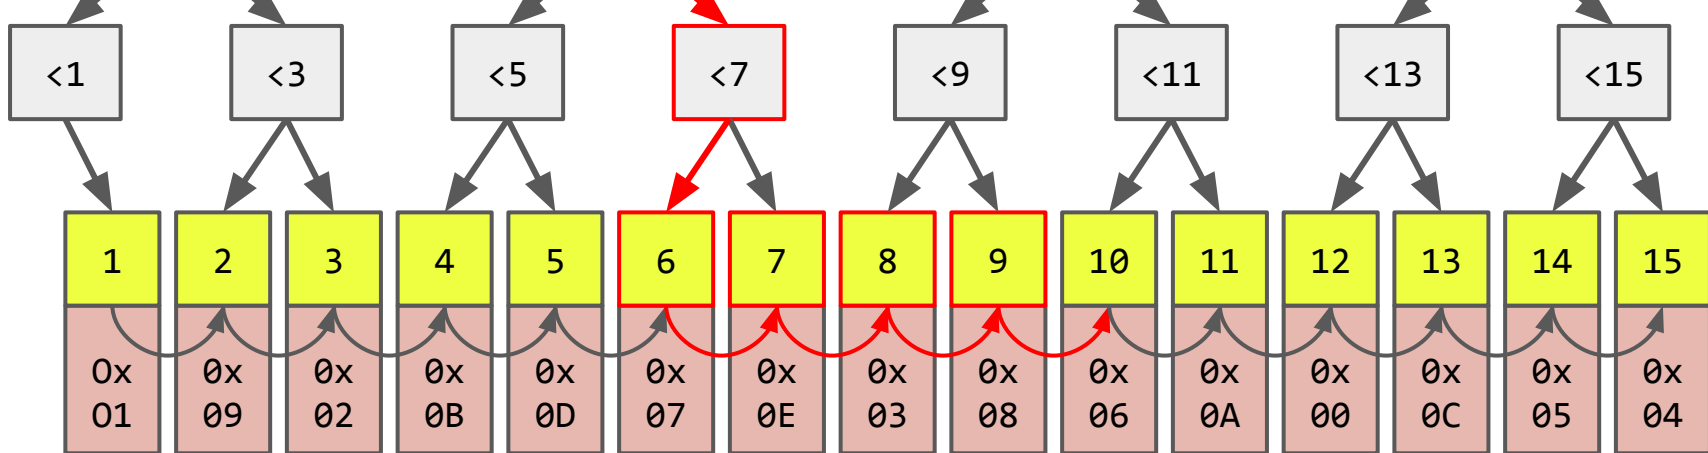 <1 <3 <5 <7 <9 <11 <13 <15
1 2 3 4 5 6 7 8 9 10 11 12 13 14 15
0x 0x 0x 0x 0x 0x 0x 0x 0x 0x 0x 0x 0x 0x 0x
01 09 02 0B 0D 07 0E 03 08 06 0A 00 0C 05 04